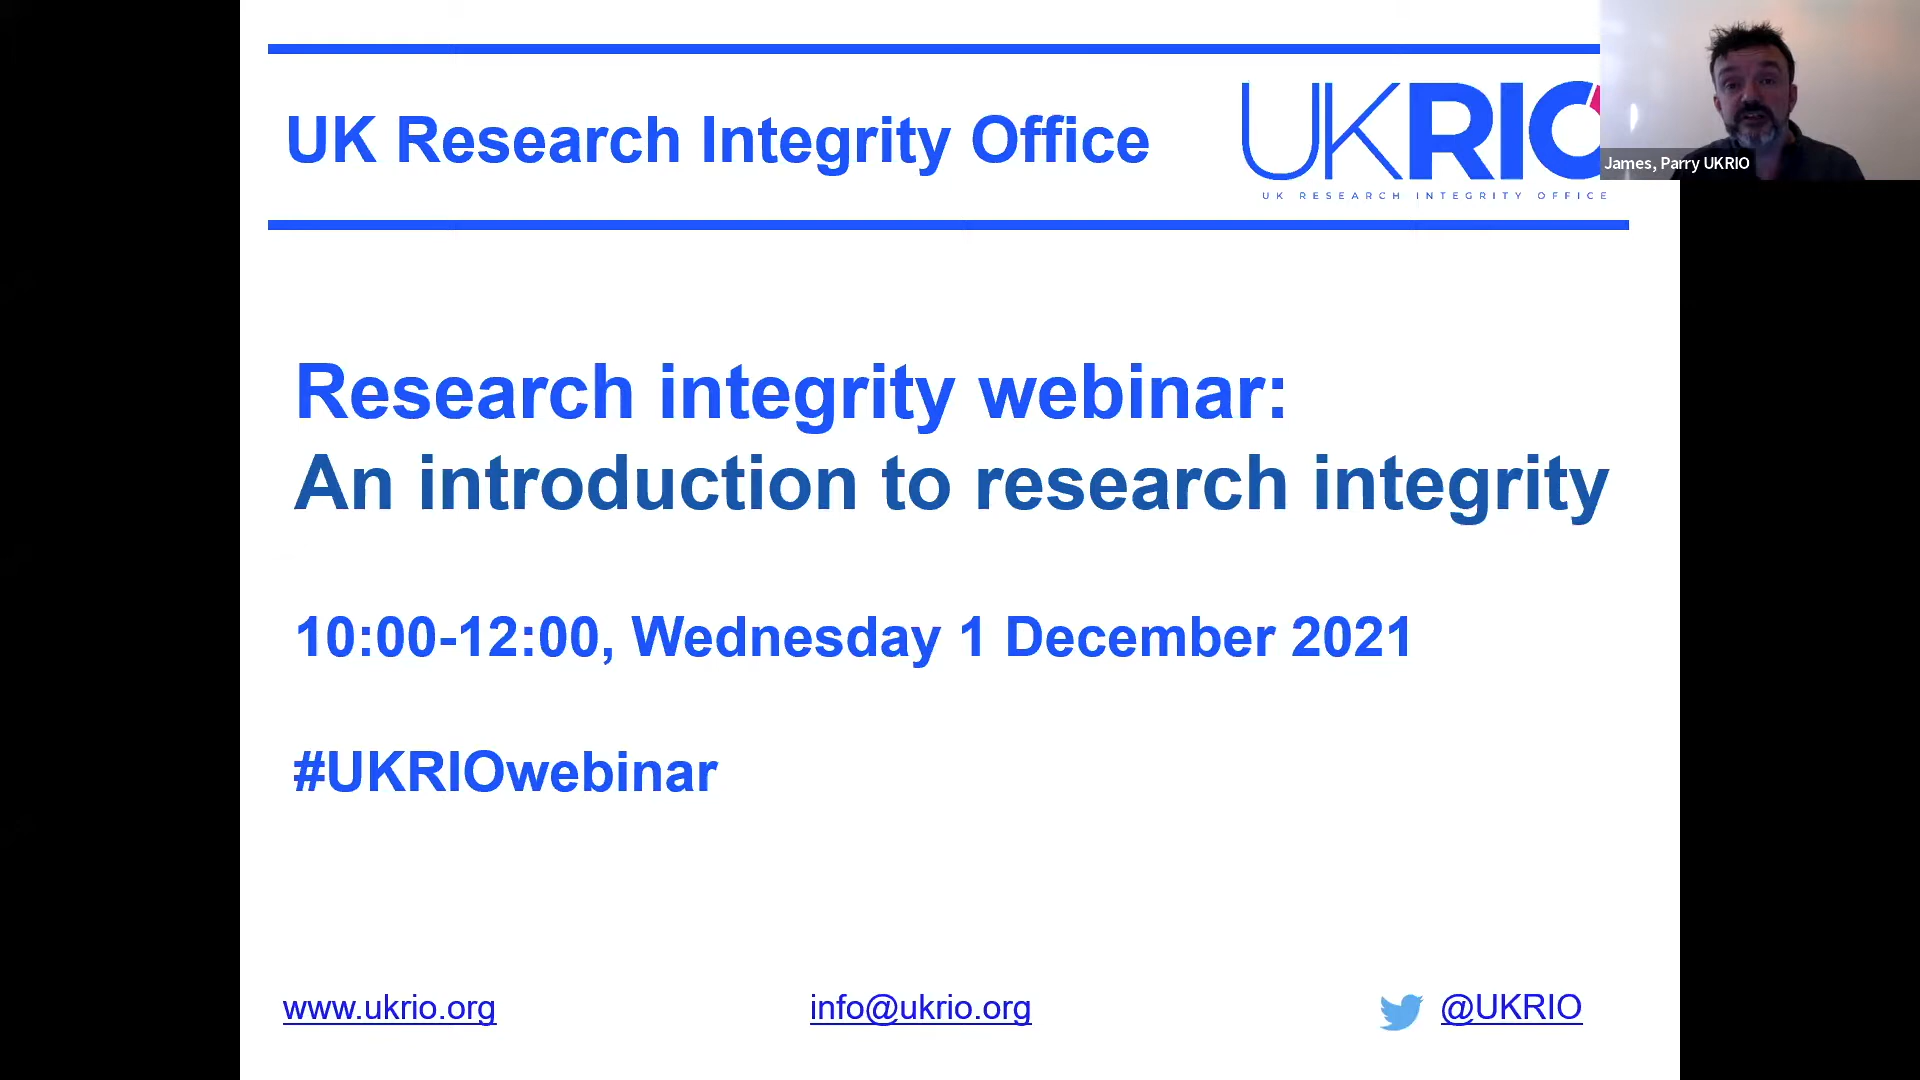 UK Research Integrity Office
UKRIO
UK RESEARCH INTEGRITY OFFICE
James, Parry UKRIO
Research integrity webinar:
An introduction to research integrity
10:00-12:00, Wednesday 1 December 2021
#UKRIOwebinar
www.ukrio.org
info@ukrio.org
@UKRIO